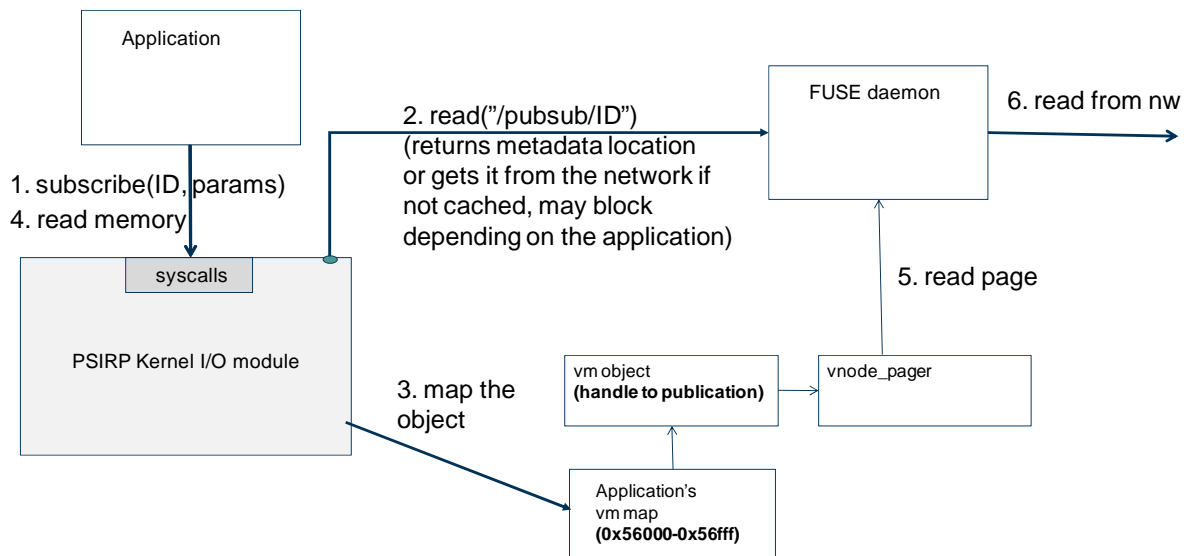 Application
FUSE daemon
6. read from nw
2. read("/pubsub/ID")
(returns metadata location
or gets it from the network if
not cached, may block
depending on the application)
1. subscribe(ID, params)
4. read memory
syscalls
5. read page
PSIRP Kernel I/O module
3. map the
object
vm object
(handle to publication)
vnode_pager
Application's
vm map
(0x56000-0x56fff)